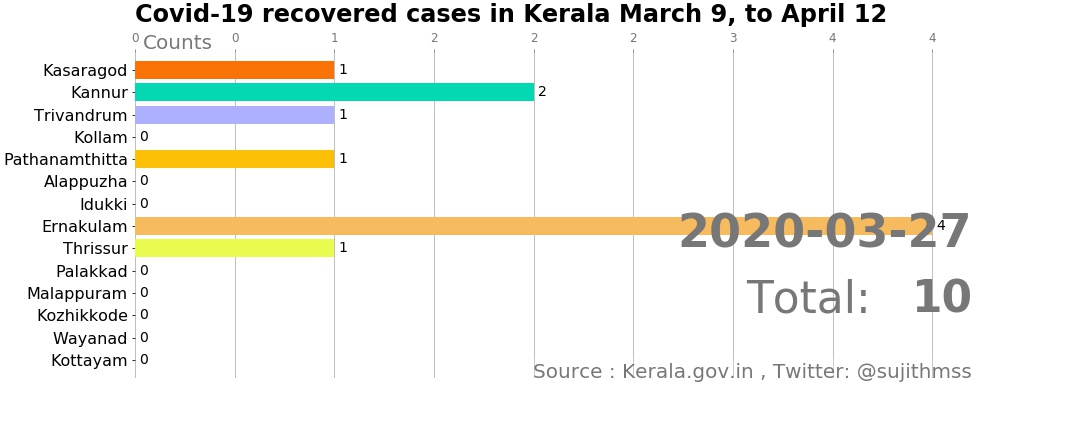 Covid-19 recovered cases in Kerala March 9, to April 12
0 0 1 2 2 2 3 4 4
Counts
Kasaragod 1
Kannur 2
Trivandrum 1
Kollam 0
Pathanamthitta 1
Alappuzha 0
Idukki 0
Ernakulam 4
2020-03-27
Thrissur 1
Palakkad 0
Malappuram 0
Total: 10
Kozhikkode 0
Wayanad 0
Kottayam 0
Source : Kerala.gov.in , Twitter: @sujithmss